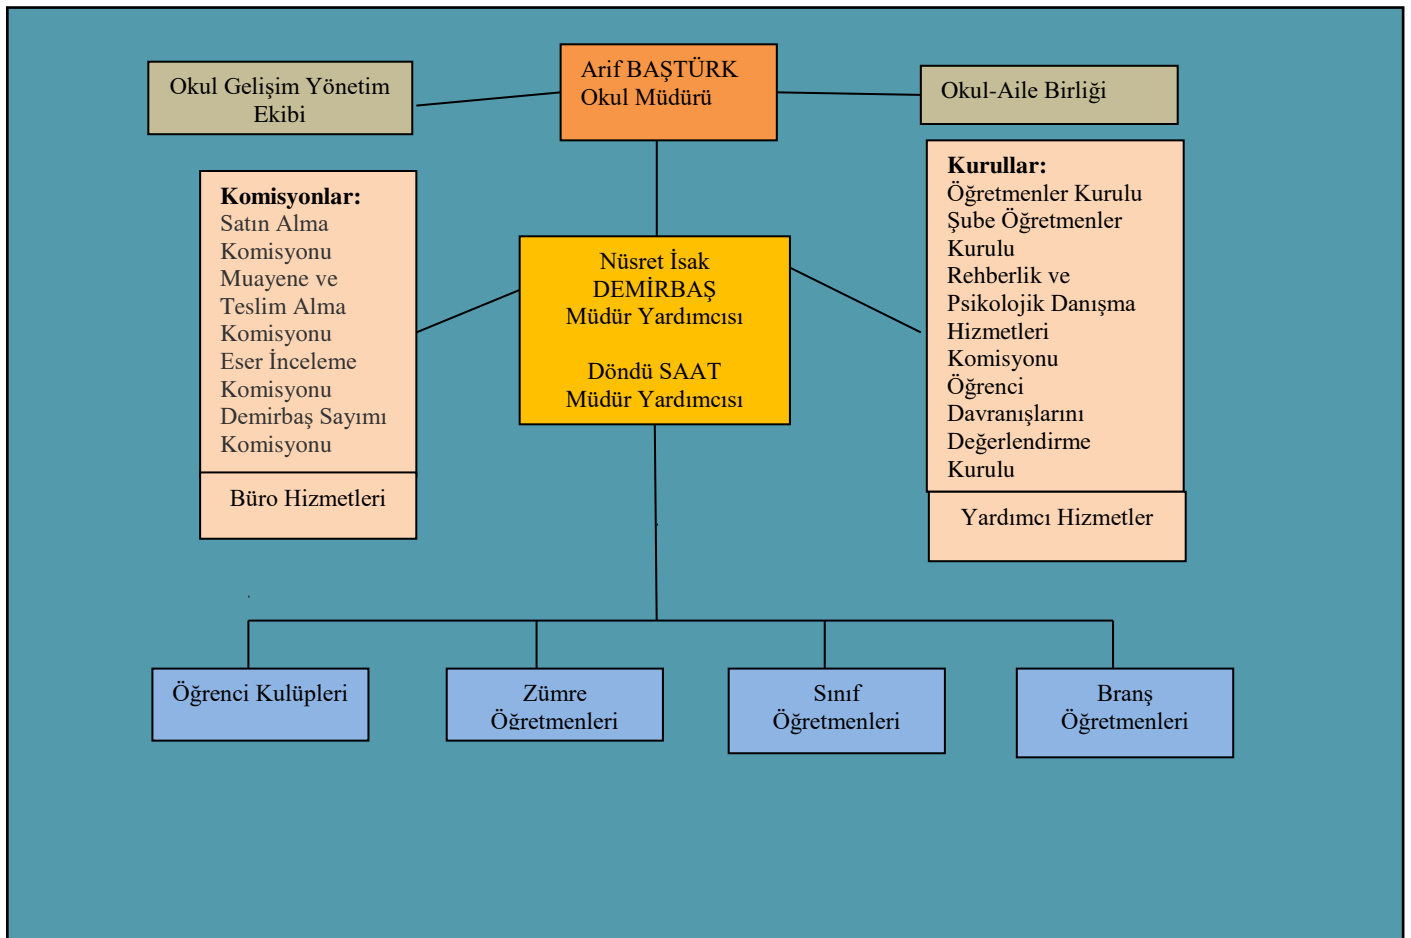 Okul Gelişim Yönetim
Ekibi
Arif BAŞTÜRK
Okul Müdürü
Okul-Aile Birliği
Komisyonlar:
Satın Alma
Komisyonu
Muayene ve
Teslim Alma
Komisyonu
Eser İnceleme
Komisyonu
Demirbaş Sayımı
Komisyonu
Büro Hizmetleri
Nüsret İsak
DEMİRBAŞ
Müdür Yardımcısı
Döndü SAAT
Müdür Yardımcısı
Kurullar:
Öğretmenler Kurulu
Şube Öğretmenler
Kurulu
Rehberlik ve
Psikolojik Danışma
Hizmetleri
Komisyonu
Öğrenci
Davranışlarını
Değerlendirme
Kurulu
Yardımcı Hizmetler
Öğrenci Kulüpleri
Zümre
Öğretmenleri
Sınıf
Öğretmenleri
Branş
Öğretmenleri